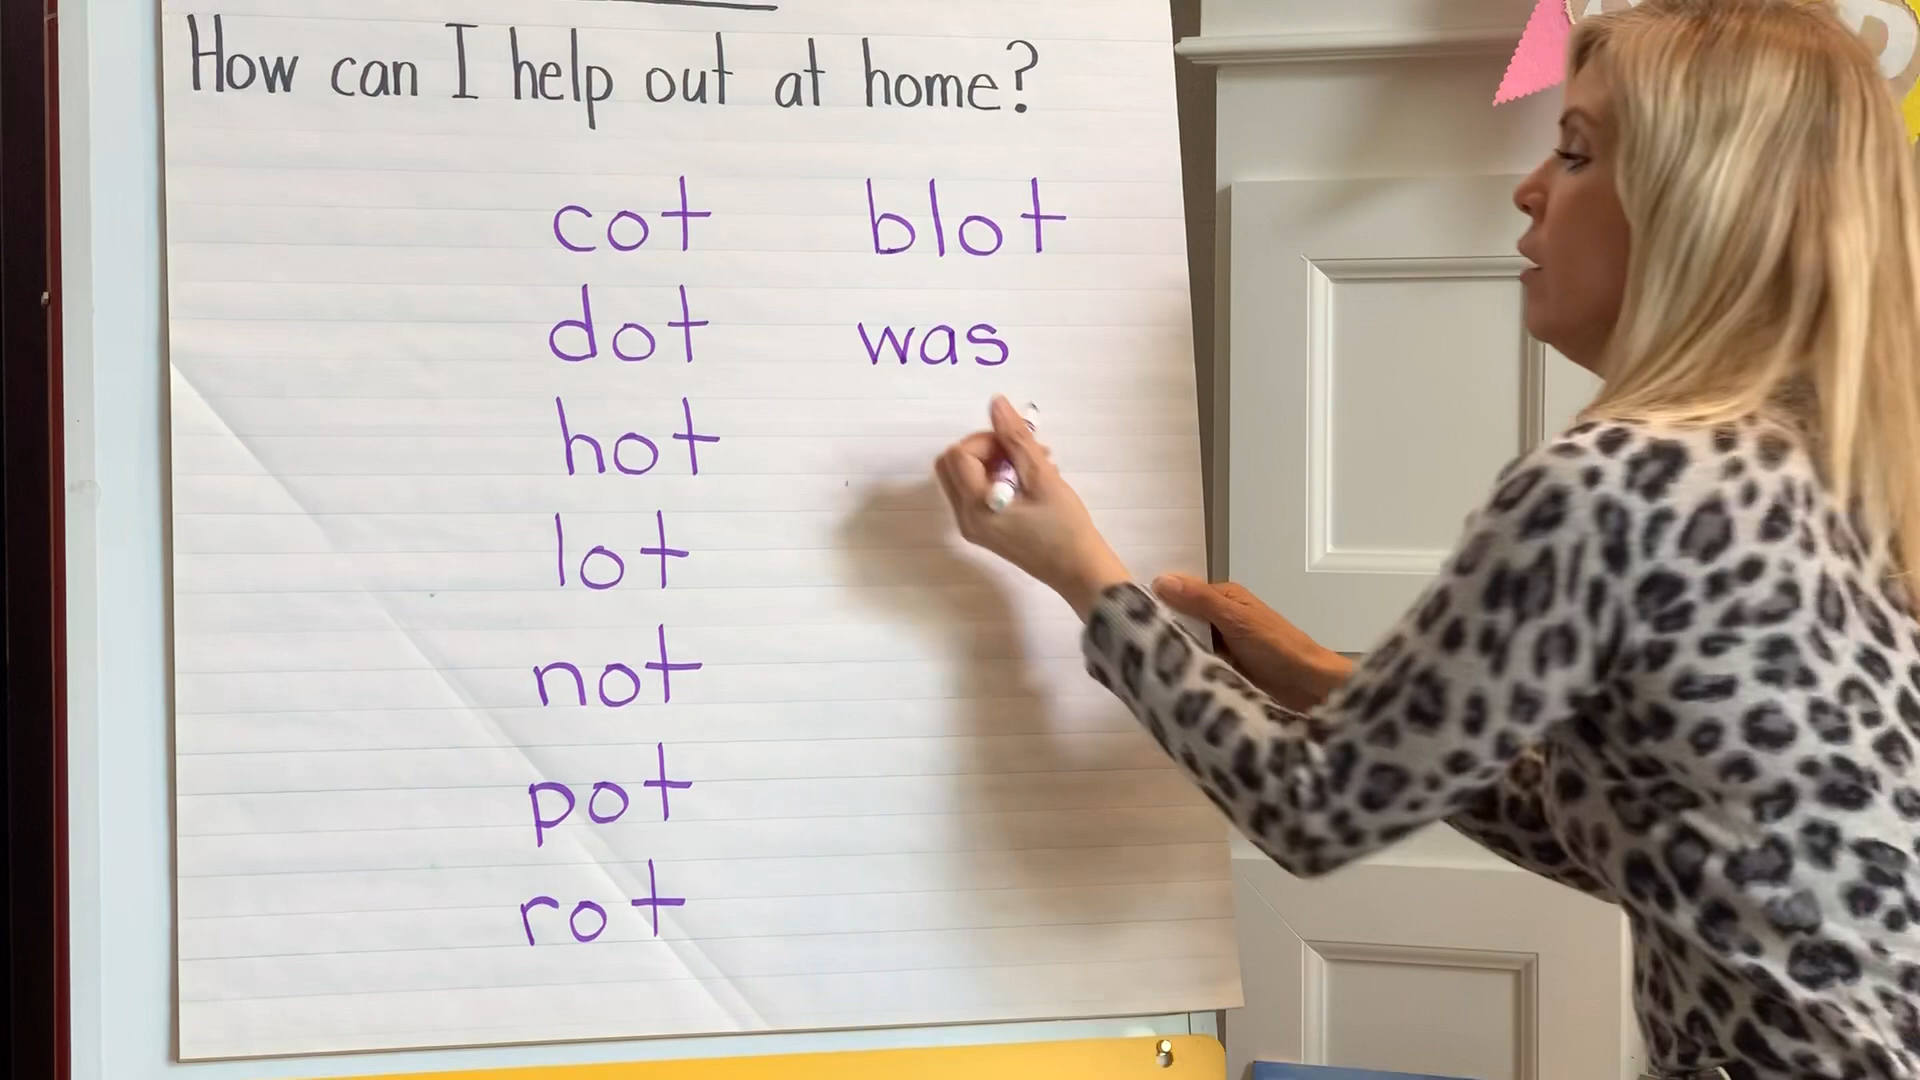 How can I help out at home?
cot
dot
hot
lot
not
pot
rot
blot
was